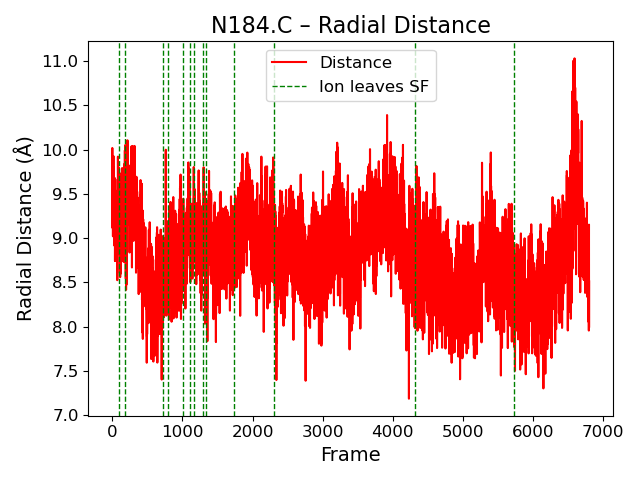 N184.C – Radial Distance
Distance
Ion leaves SF
Radial Distance (Å)
11.0
10.5
10.0
9.5
9.0
8.5
8.0
7.5
7.0
0 1000 2000 3000 4000 5000 6000 7000
Frame